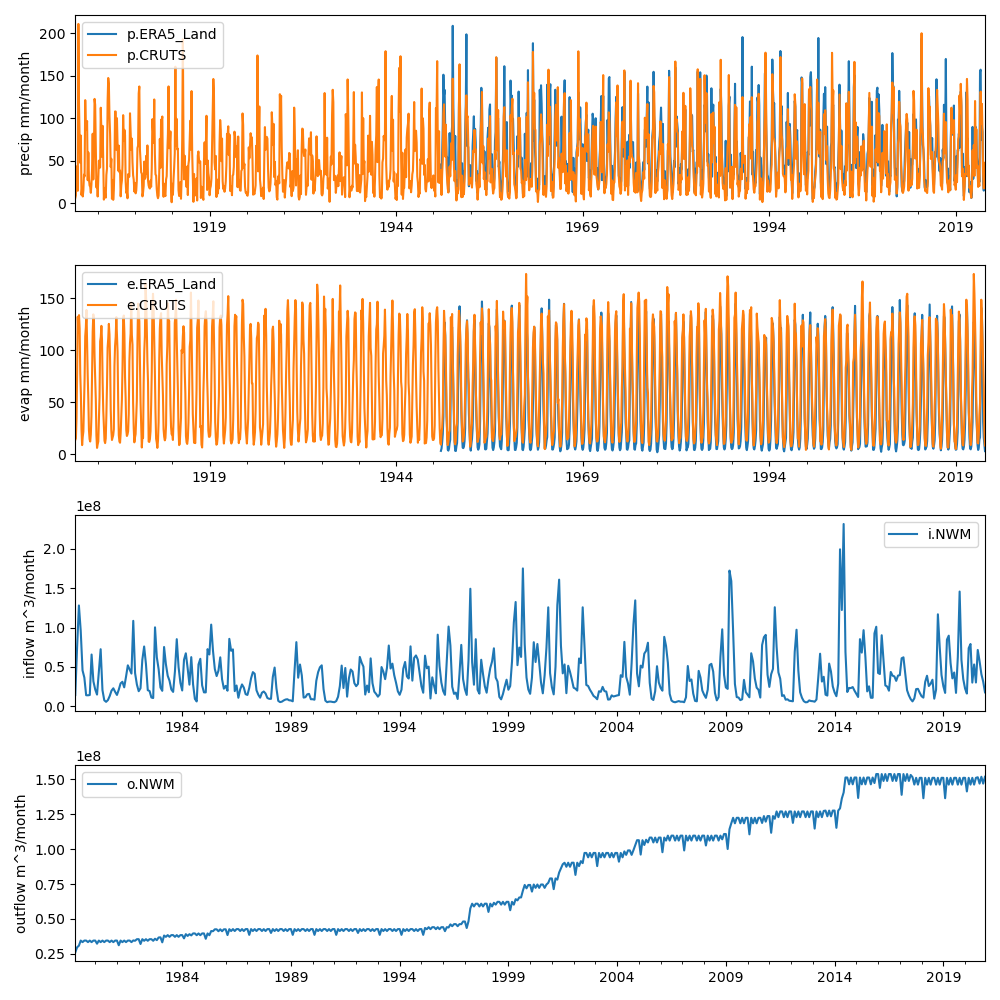 precip mm/month
200
150
100
50
0
p.ERA5_Land
p.CRUTS
1919 1944 1969 1994 2019
evap mm/month
150
100
50
0
e.ERA5_Land
e.CRUTS
1919 1944 1969 1994 2019
1e8
inflow m^3/month
2.0
1.5
1.0
0.5
0.0
i.NWM
1984 1989 1994 1999 2004 2009 2014 2019
1e8
outflow m^3/month
1.50
1.25
1.00
0.75
0.50
0.25
o.NWM
1984 1989 1994 1999 2004 2009 2014 2019